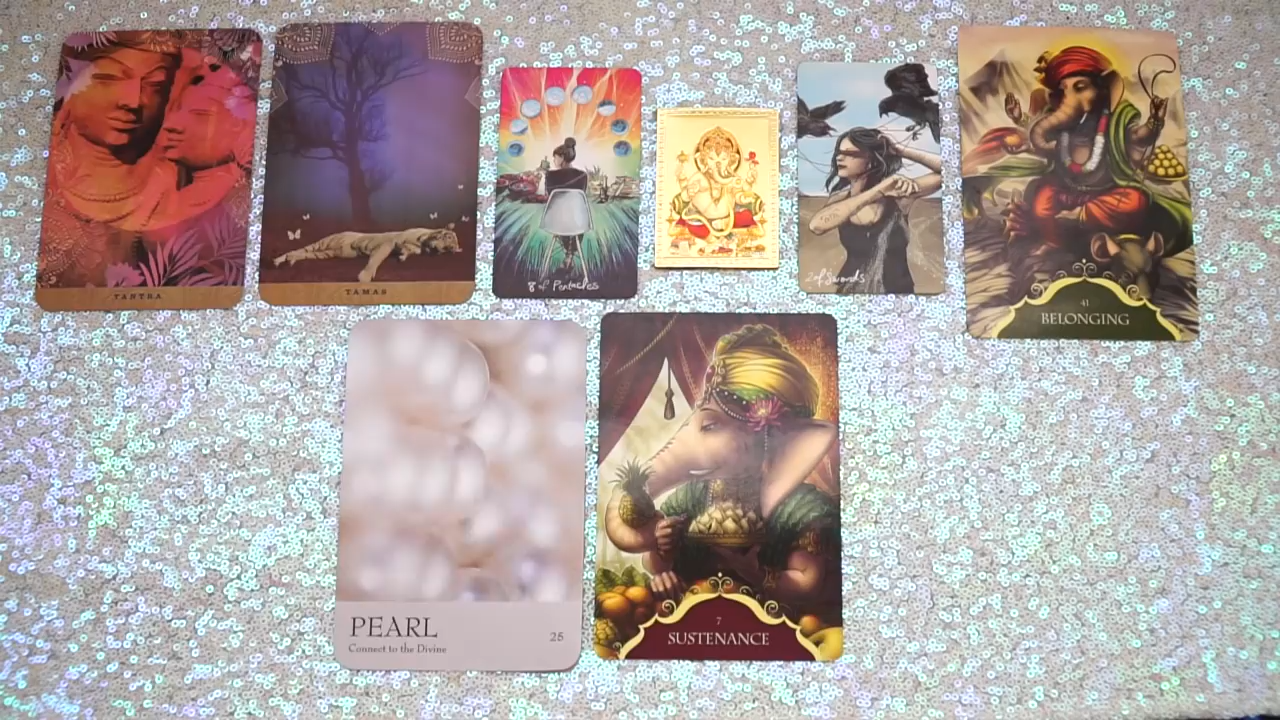 TANTRA
TAMAS
8 of Pentacles
2 of Swords
41
BELONGING
PEARL
25
Connect to the Divine
7
SUSTENANCE